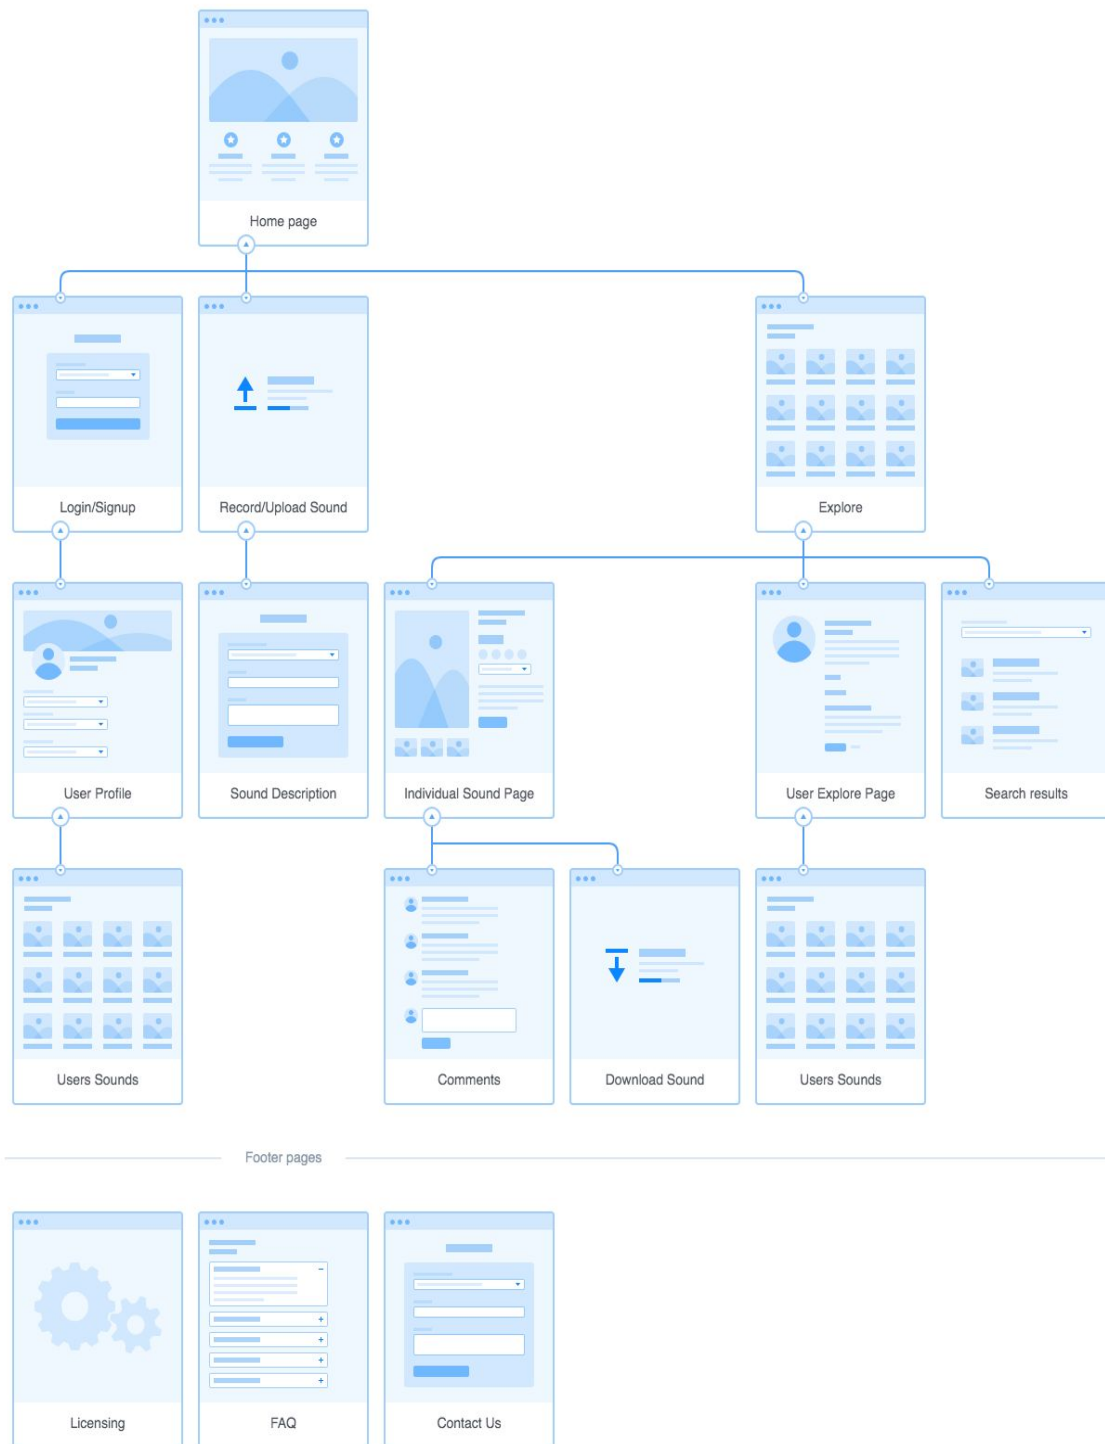 Home page
Login/Signup
Record/Upload Sound
Explore
User Profile
Sound Description
Individual Sound Page
User Explore Page
Search results
Users Sounds
Comments
Download Sound
Users Sounds
Footer pages
Licensing
FAQ
Contact Us